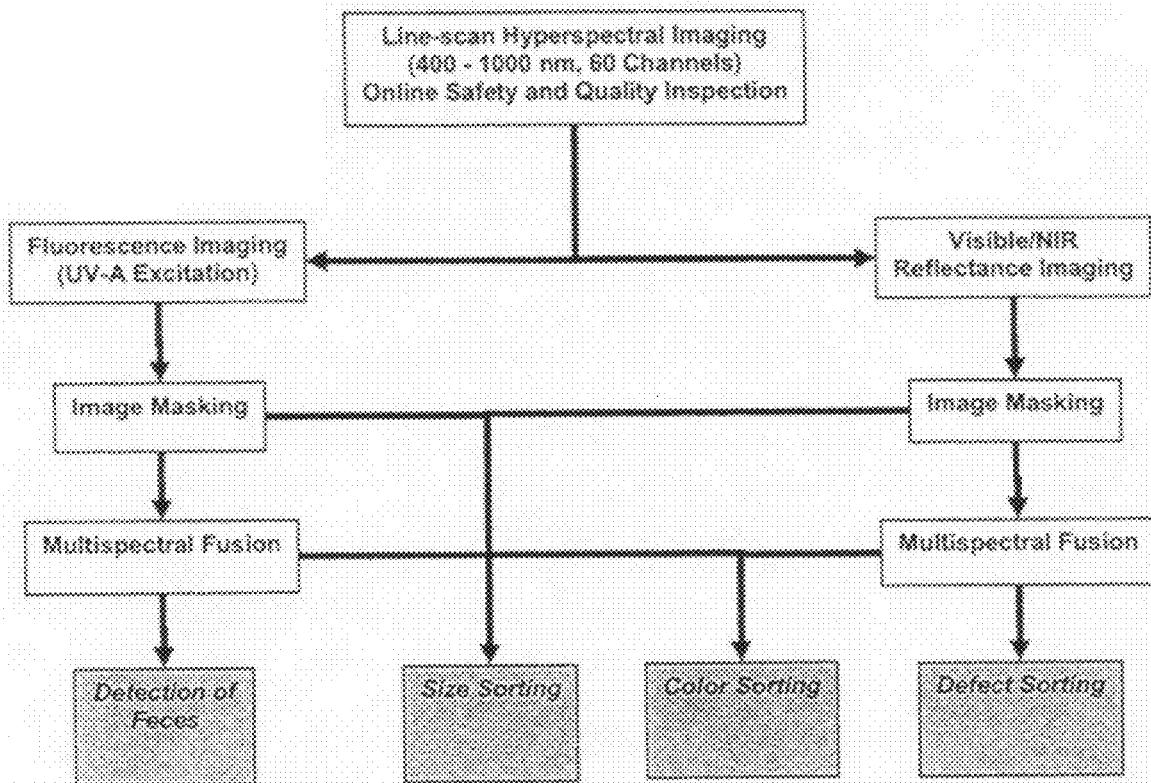 Line-scan Hyperspectral Imaging
(400 - 1000 nm, 60 Channels)
Online Safety and Quality Inspection
Fluorescence Imaging
(UV-A Excitation)
Visible/NIR
Reflectance Imaging
Image Masking
Image Masking
Multispectral Fusion
Multispectral Fusion
Detection of
Feces
Size Sorting
Color Sorting
Defect Sorting